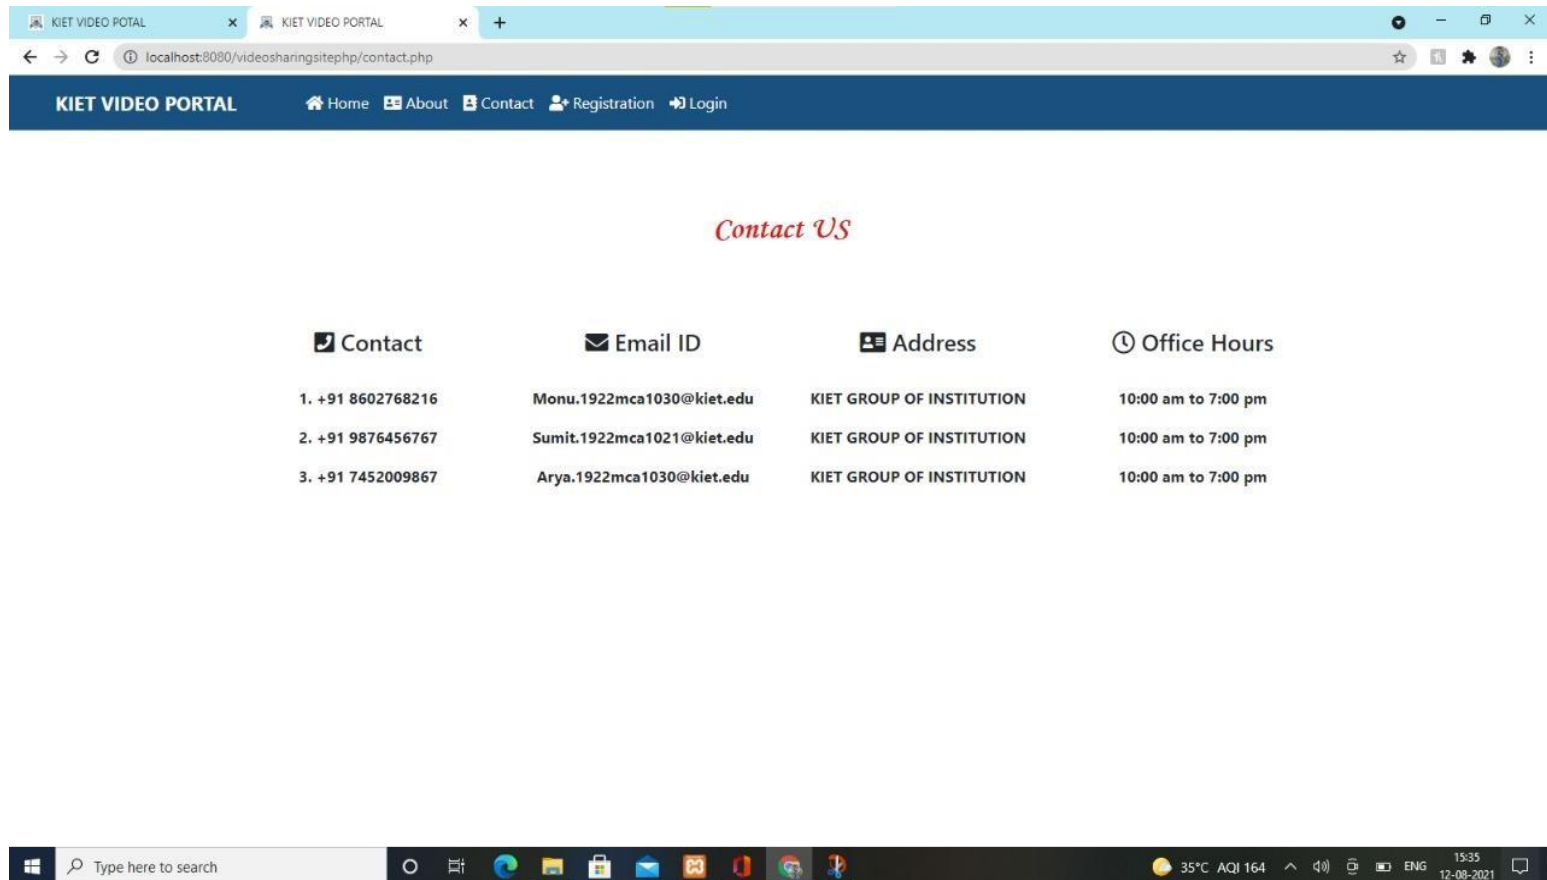 KIET VIDEO POTAL KIET VIDEO PORTAL
localhost:8080/videosharingsitephp/contact.php
KIET VIDEO PORTAL Home About Contact Registration Login
Contact US
Contact Email ID Address Office Hours
1. +91 8602768216 Monu.1922mca1030@kiet.edu KIET GROUP OF INSTITUTION 10:00 am to 7:00 pm
2. +91 9876456767 Sumit.1922mca1021@kiet.edu KIET GROUP OF INSTITUTION 10:00 am to 7:00 pm
3. +91 7452009867 Arya.1922mca1030@kiet.edu KIET GROUP OF INSTITUTION 10:00 am to 7:00 pm
Type here to search 35°C AQI 164 ENG 15:35
12-08-2021